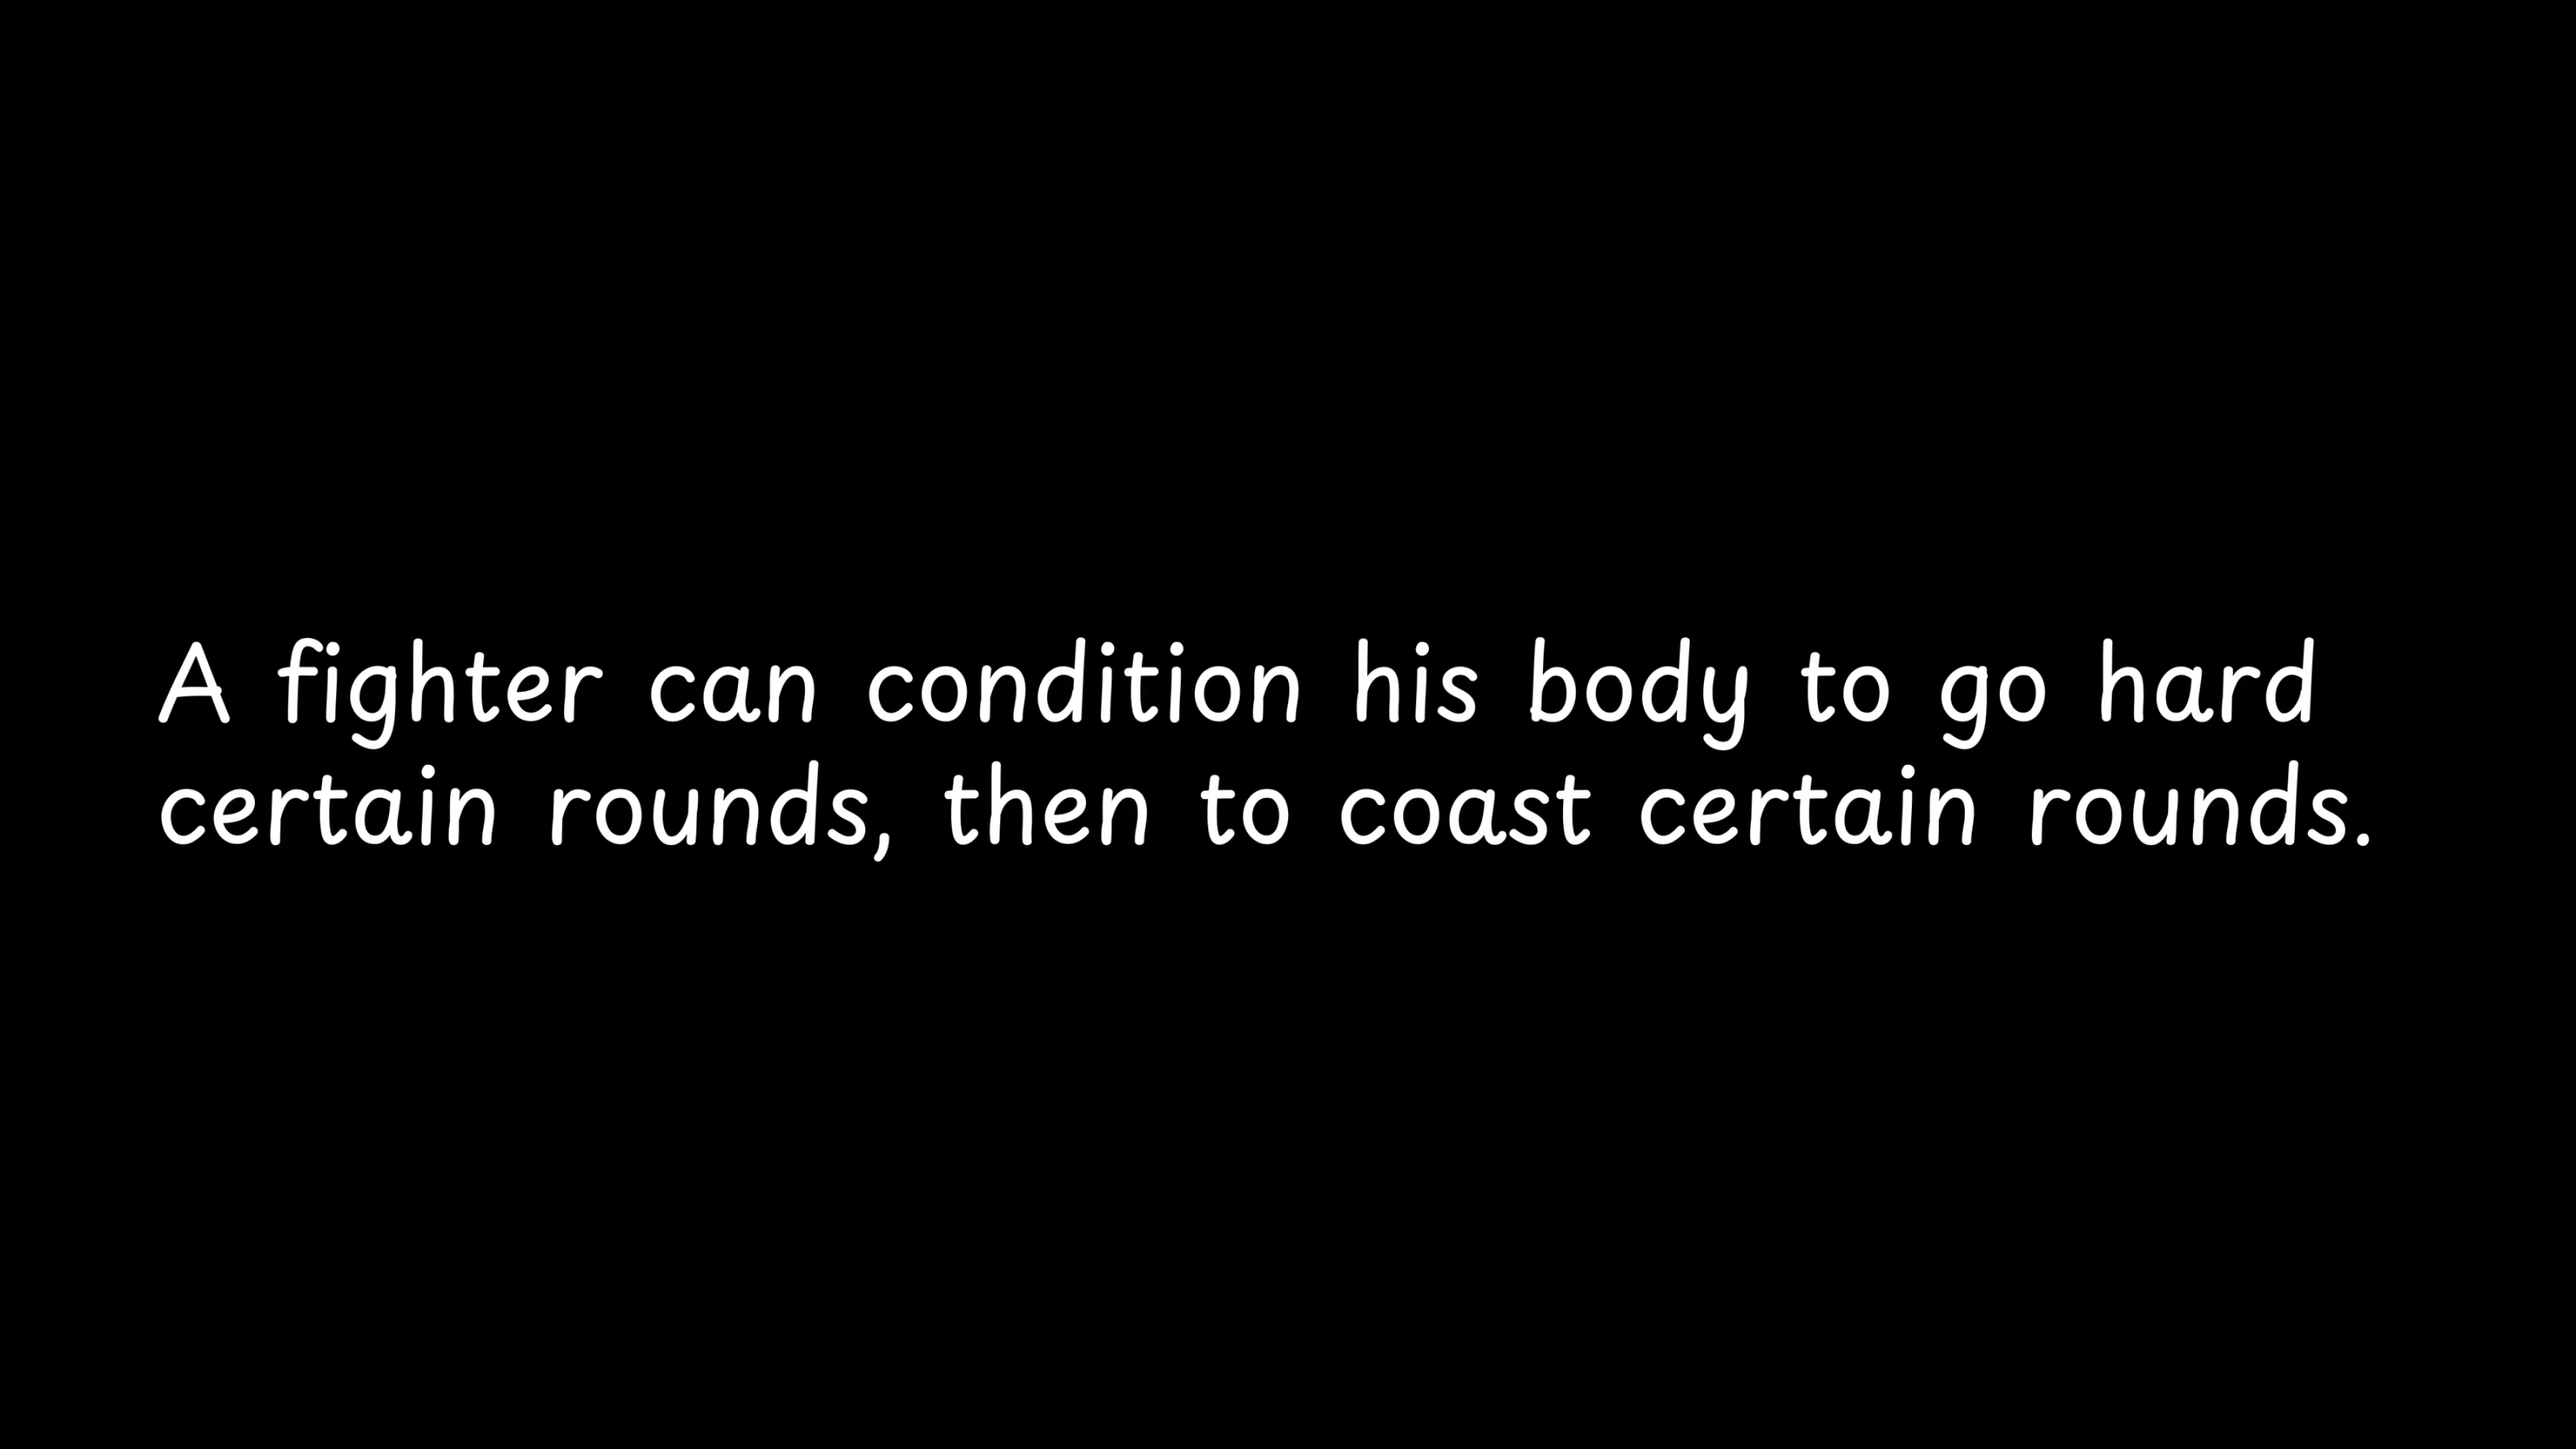 A fighter can condition his body to go hard
certain rounds, then to coast certain rounds.